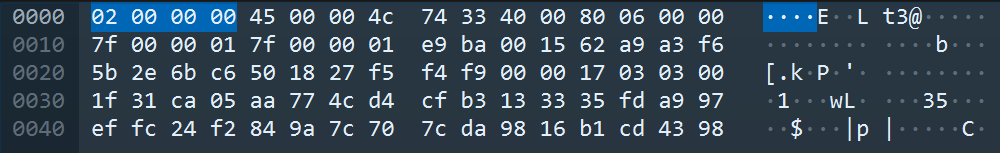 0000 02 00 00 00 45 00 00 4c 74 33 40 00 80 06 00 00 ····E··Lt3@·····
0010 7f 00 00 01 7f 00 00 01 e9 ba 00 15 62 a9 a3 f6 ············b···
0020 5b 2e 6b c6 50 18 27 f5 f4 f9 00 00 17 03 03 00 [.k·P·'·········
0030 1f 31 ca 05 aa 77 4c d4 cf b3 13 33 35 fd a9 97 ·1···wL····35···
0040 ef fc 24 f2 84 9a 7c 70 7c da 98 16 b1 cd 43 98 ··$···|p|·····C·